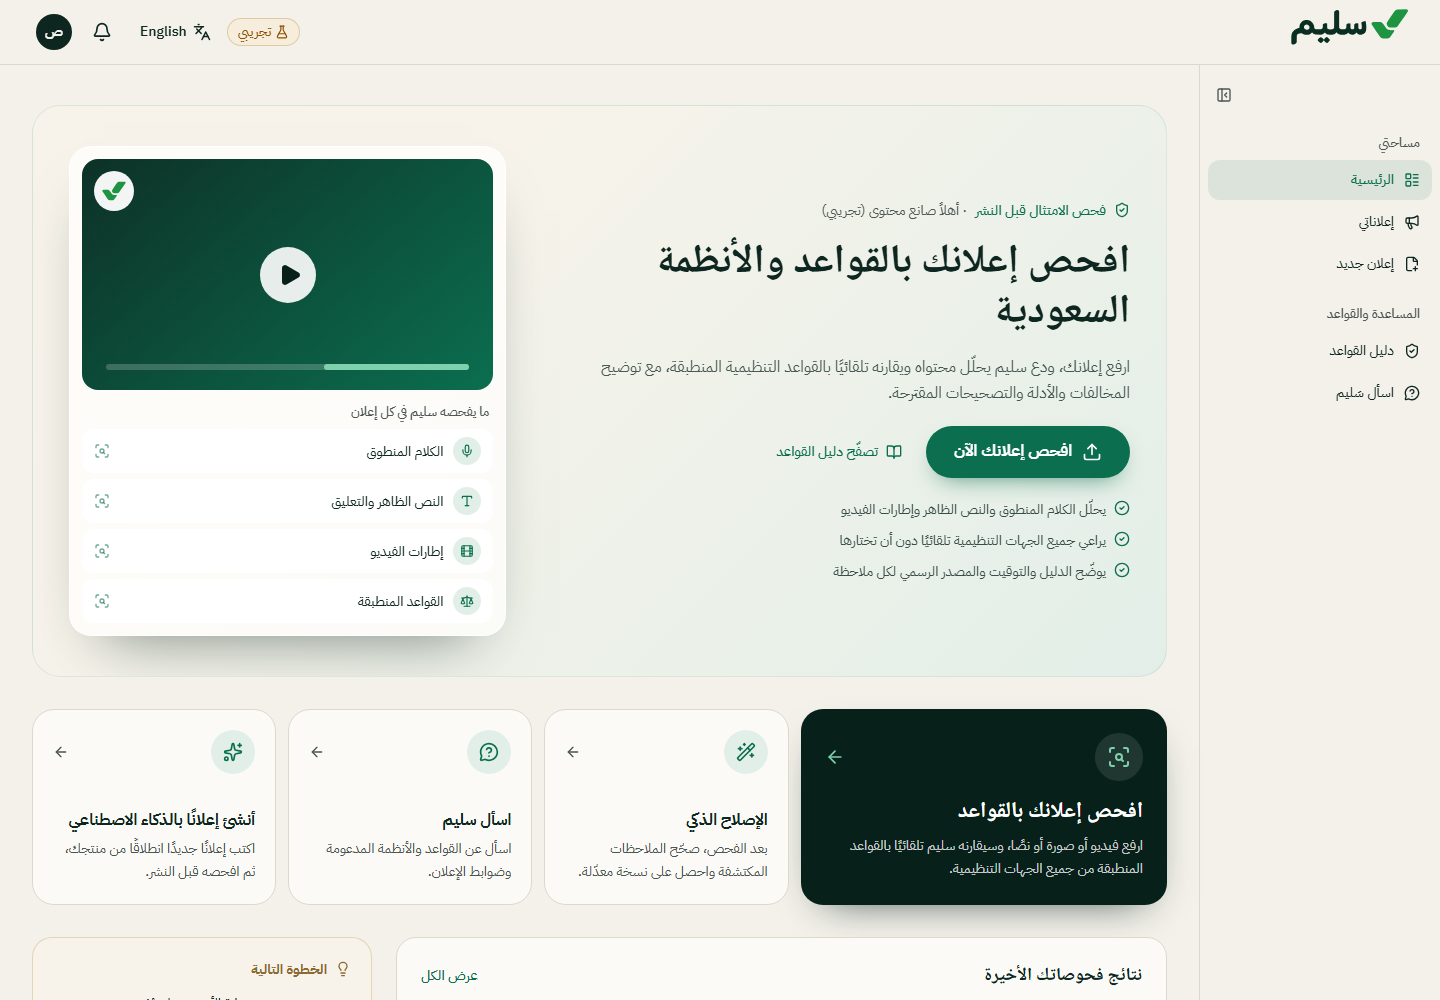 سليم
تجريبي
English
ص
مساحتي
الرئيسية
إعلاناتي
إعلان جديد
المساعدة والقواعد
دليل القواعد
اسأل سَليم
فحص الامتثال قبل النشر · أهلاً صانع محتوى (تجريبي)
افحص إعلانك بالقواعد والأنظمة
السعودية
ارفع إعلانك، ودع سليم يحلّل محتواه ويقارنه تلقائيًا بالقواعد التنظيمية المنطبقة، مع توضيح
المخالفات والأدلة والتصحيحات المقترحة.
افحص إعلانك الآن
تصفّح دليل القواعد
يحلّل الكلام المنطوق والنص الظاهر وإطارات الفيديو
يراعي جميع الجهات التنظيمية تلقائيًا دون أن تختارها
يوضّح الدليل والتوقيت والمصدر الرسمي لكل ملاحظة
ما يفحصه سليم في كل إعلان
الكلام المنطوق
النص الظاهر والتعليق
إطارات الفيديو
القواعد المنطبقة
افحص إعلانك بالقواعد
ارفع فيديو أو صورة أو نصًا، وسيقارنه سليم تلقائيًا بالقواعد
المنطبقة من جميع الجهات التنظيمية.
الإصلاح الذكي
بعد الفحص، صحّح الملاحظات
المكتشفة واحصل على نسخة معدّلة.
اسأل سليم
اسأل عن القواعد والأنظمة المدعومة
وضوابط الإعلان.
أنشئ إعلانًا بالذكاء الاصطناعي
اكتب إعلانًا جديدًا انطلاقًا من منتجك،
ثم افحصه قبل النشر.
نتائج فحوصاتك الأخيرة
عرض الكل
الخطوة التالية